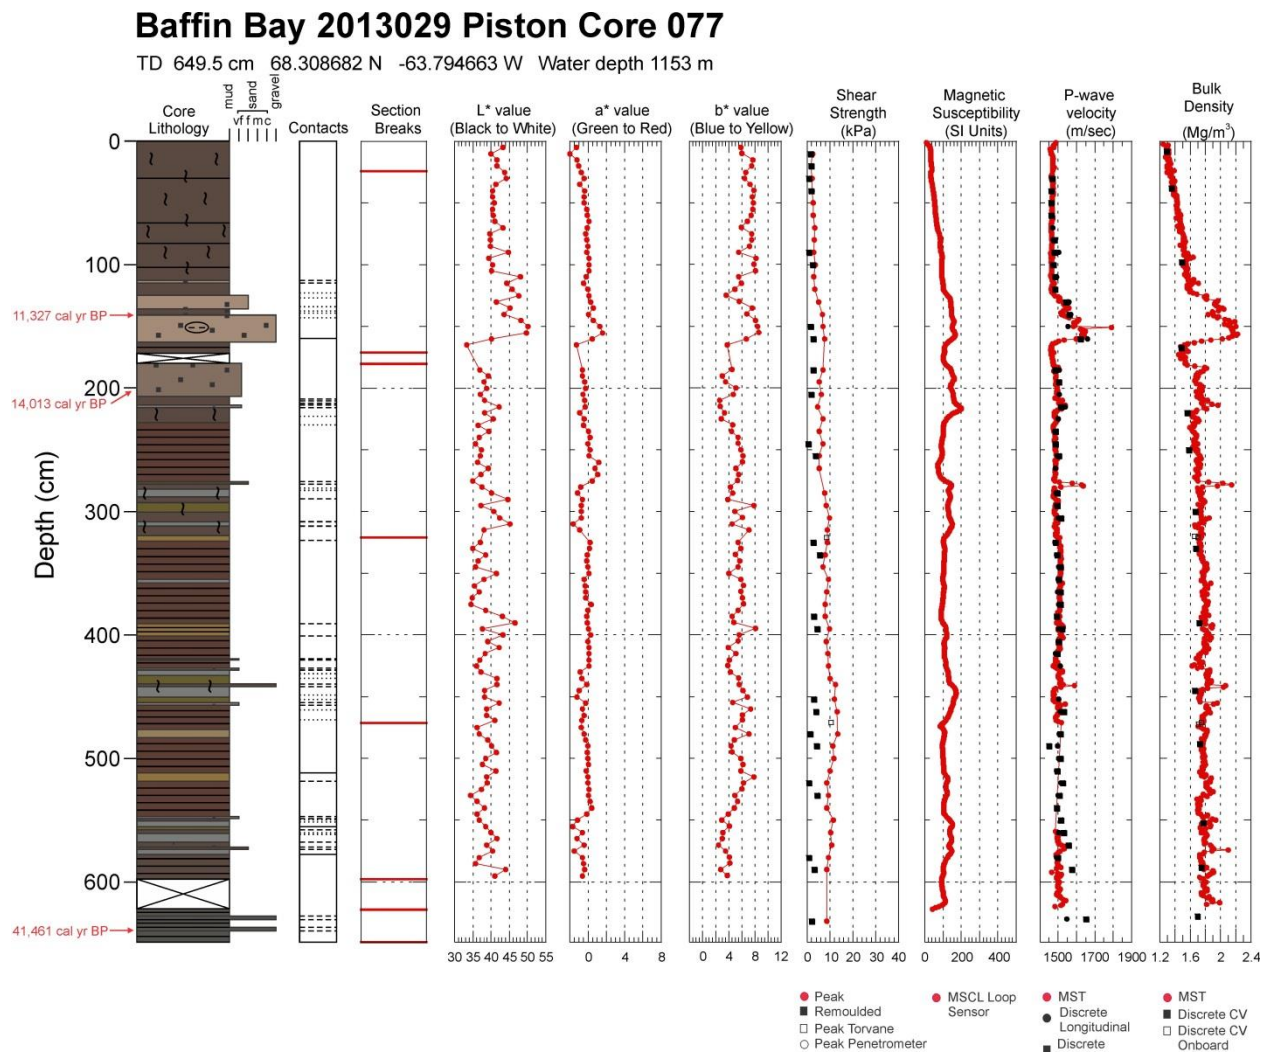 Baffin Bay 2013029 Piston Core 077
TD 649.5 cm 68.308682 N -63.794663 W Water depth 1153 m
mud
sand
gravel
vf f m c
Core
Lithology
Contacts
Section
Breaks
L* value
(Black to White)
a* value
(Green to Red)
b* value
(Blue to Yellow)
Shear
Strength
(kPa)
Magnetic
Susceptibility
(SI Units)
P-wave
velocity
(m/sec)
Bulk
Density
(Mg/m³)
Depth (cm)
0
100
200
300
400
500
600
11,327 cal yr BP
14,013 cal yr BP
41,461 cal yr BP
30 35 40 45 50 55
0 4 8
0 4 8 12
0 10 20 30 40
0 200 400
1500 1700 1900
1.2 1.6 2 2.4
Peak
Remoulded
Peak Torvane
Peak Penetrometer
MSCL Loop
Sensor
MST
Discrete
Longitudinal
Discrete
MST
Discrete CV
Discrete CV
Onboard